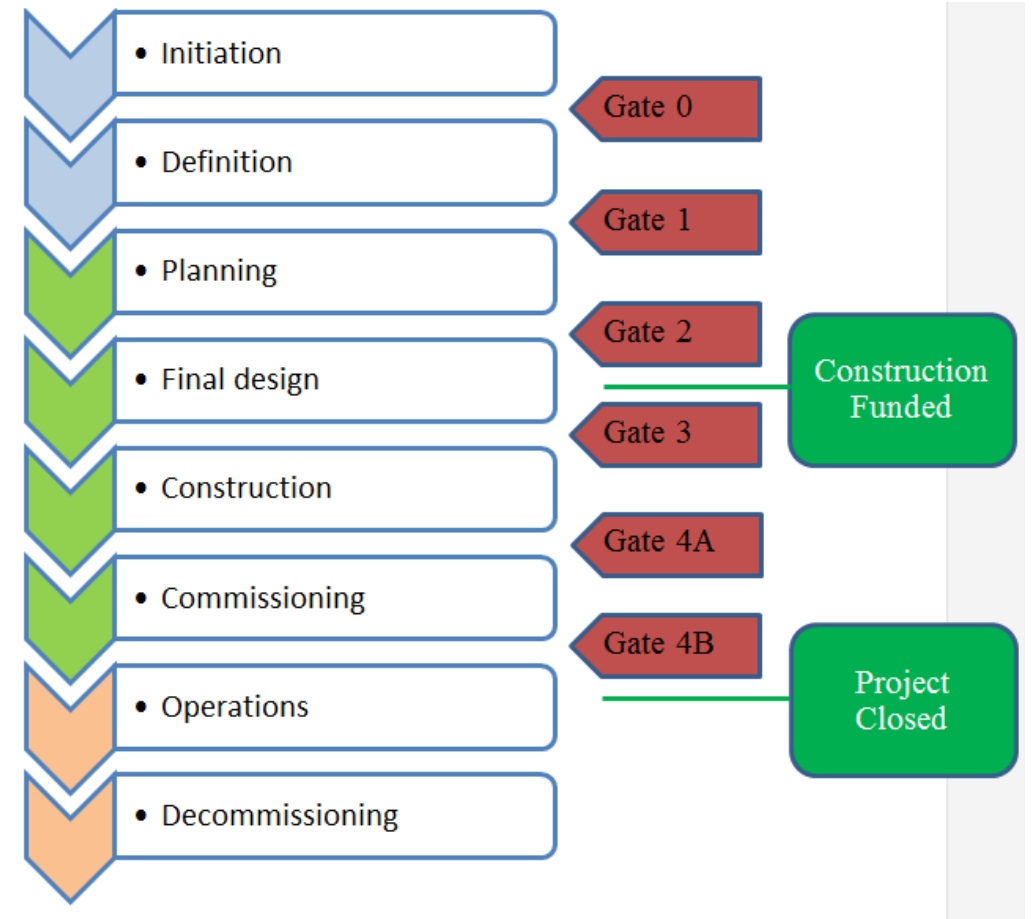 • Initiation
Gate 0
• Definition
Gate 1
• Planning
Gate 2
Construction
Funded
• Final design
Gate 3
• Construction
Gate 4A
• Commissioning
Gate 4B
Project
Closed
• Operations
• Decommissioning